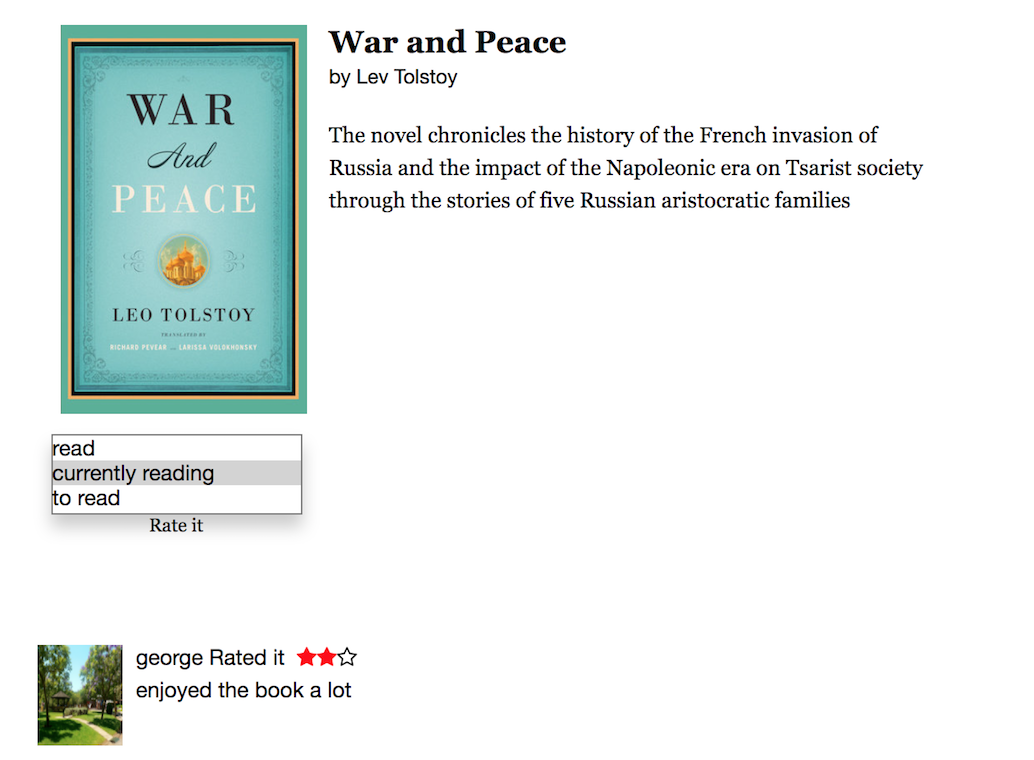 WAR
And
PEACE
LEO TOLSTOY
TRANSLATED BY
RICHARD PEVEAR — LARISSA VOLOKHONSKY
War and Peace
by Lev Tolstoy
The novel chronicles the history of the French invasion of
Russia and the impact of the Napoleonic era on Tsarist society
through the stories of five Russian aristocratic families
read
currently reading
to read
Rate it
george Rated it
enjoyed the book a lot